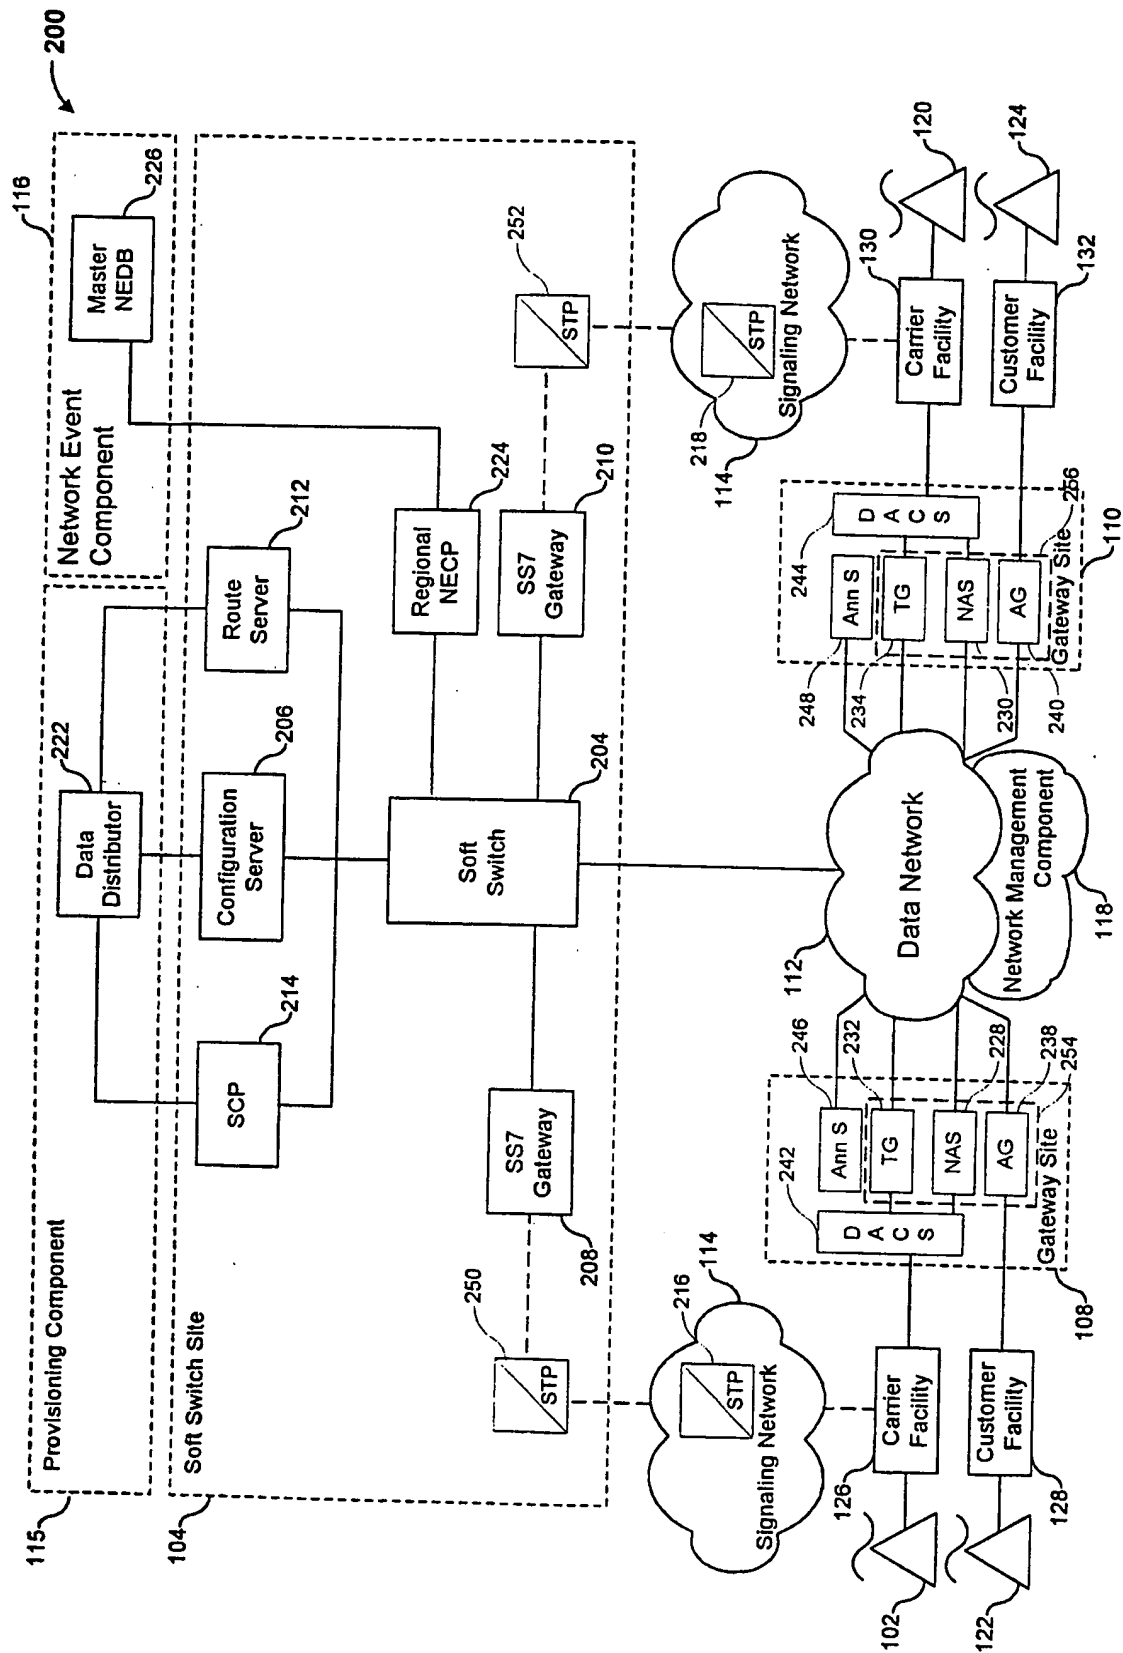 200
116
Master
NEDB
226
Network Event
Component
115
Provisioning Component
Data
Distributor
222
104
Soft Switch Site
SCP
214
Configuration
Server
206
Route
Server
212
Soft
Switch
204
Regional
NECP
224
SS7
Gateway
208
SS7
Gateway
210
STP
250
STP
252
114
216
STP
Signaling Network
114
218
STP
Signaling Network
112
Data Network
Network Management
Component
118
Gateway Site
108
242
D
A
C
S
246
Ann S
232
TG
NAS
228
AG
238
254
Gateway Site
110
244
D
A
C
S
248
Ann S
234
TG
NAS
230
AG
240
256
126
Carrier
Facility
128
Customer
Facility
130
Carrier
Facility
132
Customer
Facility
102
122
120
124